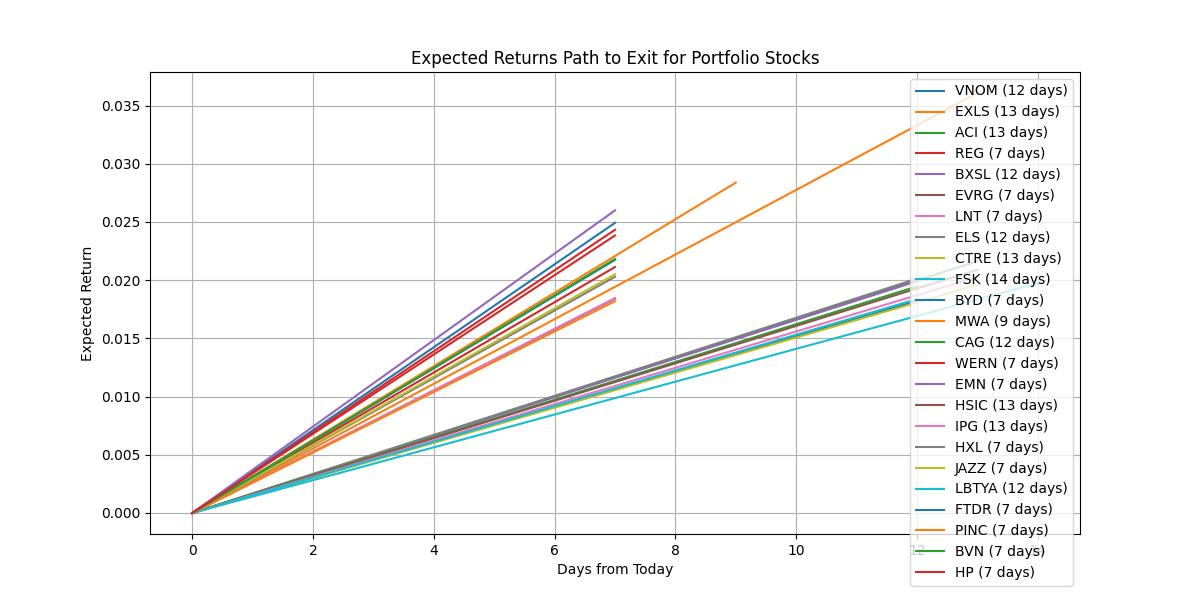 Expected Returns Path to Exit for Portfolio Stocks
Expected Return
0.035
0.030
0.025
0.020
0.015
0.010
0.005
0.000
0
2
4
6
8
10
12
Days from Today
VNOM (12 days)
EXLS (13 days)
ACI (13 days)
REG (7 days)
BXSL (12 days)
EVRG (7 days)
LNT (7 days)
ELS (12 days)
CTRE (13 days)
FSK (14 days)
BYD (7 days)
MWA (9 days)
CAG (12 days)
WERN (7 days)
EMN (7 days)
HSIC (13 days)
IPG (13 days)
HXL (7 days)
JAZZ (7 days)
LBTYA (12 days)
FTDR (7 days)
PINC (7 days)
BVN (7 days)
HP (7 days)